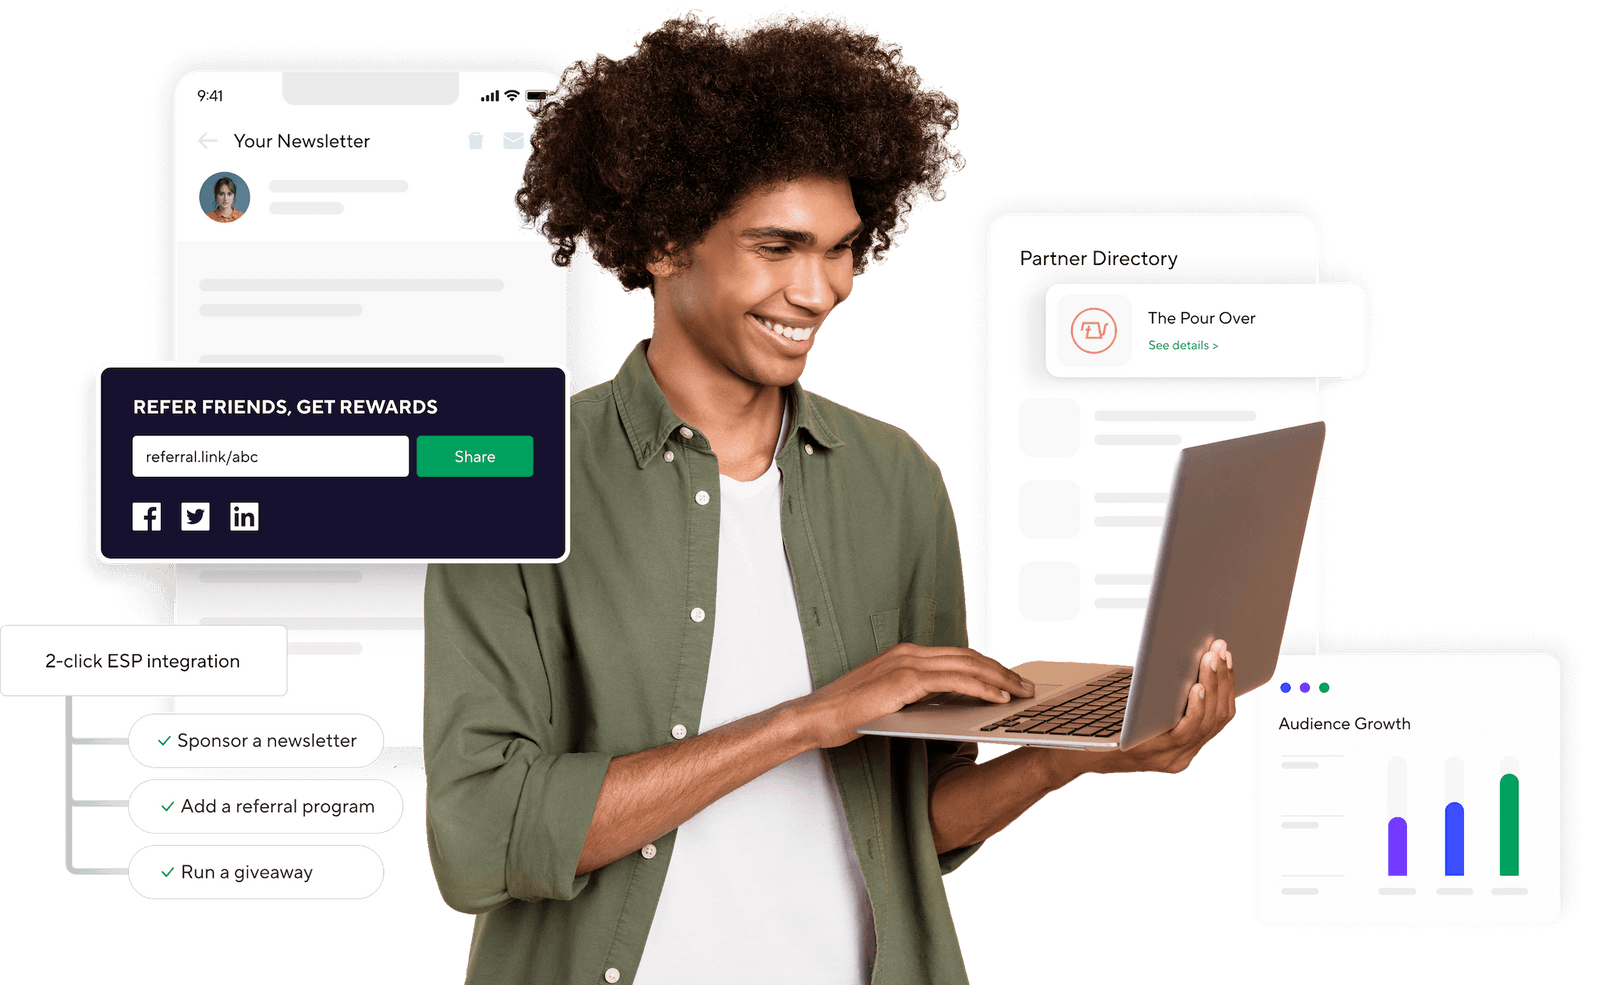 9:41
Your Newsletter
REFER FRIENDS, GET REWARDS
referral.link/abc
Share
2-click ESP integration
Sponsor a newsletter
Add a referral program
Run a giveaway
Partner Directory
The Pour Over
See details >
Audience Growth